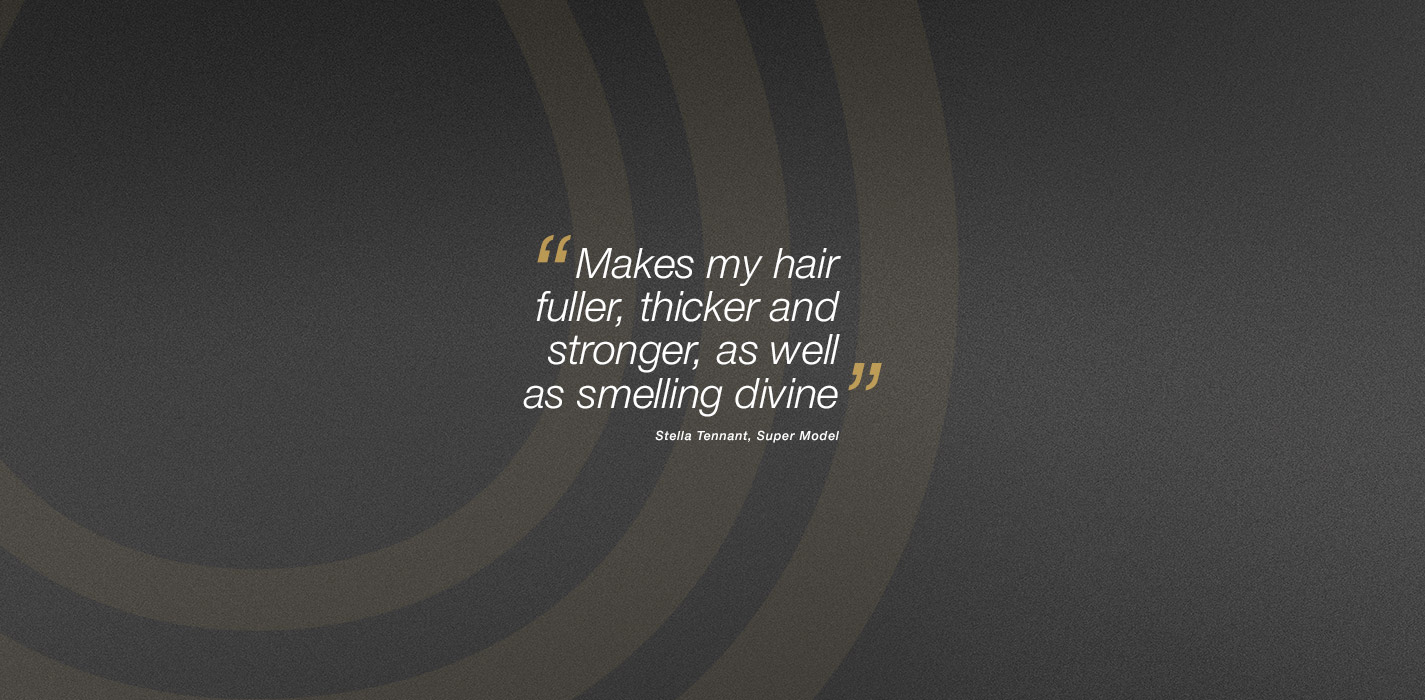 “Makes my hair
fuller, thicker and
stronger, as well
as smelling divine”
Stella Tennant, Super Model